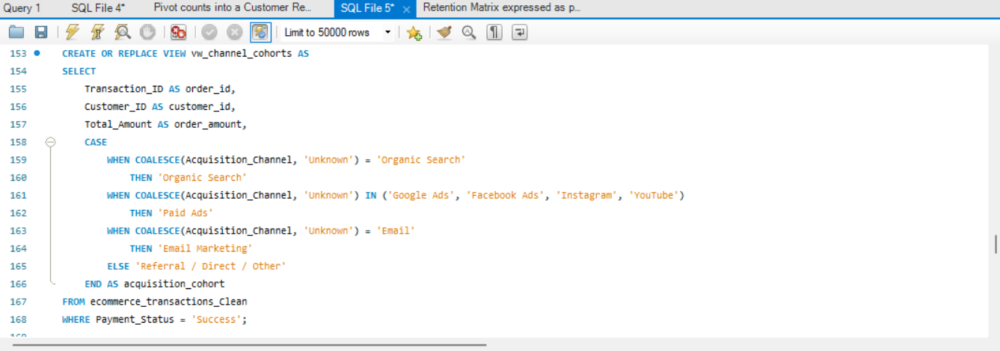 Query 1 SQL File 4* Pivot counts into a Customer Re... SQL File 5* Retention Matrix expressed as p...
Limit to 50000 rows
153 CREATE OR REPLACE VIEW vw_channel_cohorts AS
154 SELECT
155 Transaction_ID AS order_id,
156 Customer_ID AS customer_id,
157 Total_Amount AS order_amount,
158 CASE
159 WHEN COALESCE(Acquisition_Channel, 'Unknown') = 'Organic Search'
160 THEN 'Organic Search'
161 WHEN COALESCE(Acquisition_Channel, 'Unknown') IN ('Google Ads', 'Facebook Ads', 'Instagram', 'YouTube')
162 THEN 'Paid Ads'
163 WHEN COALESCE(Acquisition_Channel, 'Unknown') = 'Email'
164 THEN 'Email Marketing'
165 ELSE 'Referral / Direct / Other'
166 END AS acquisition_cohort
167 FROM ecommerce_transactions_Clean
168 WHERE Payment_Status = 'Success';